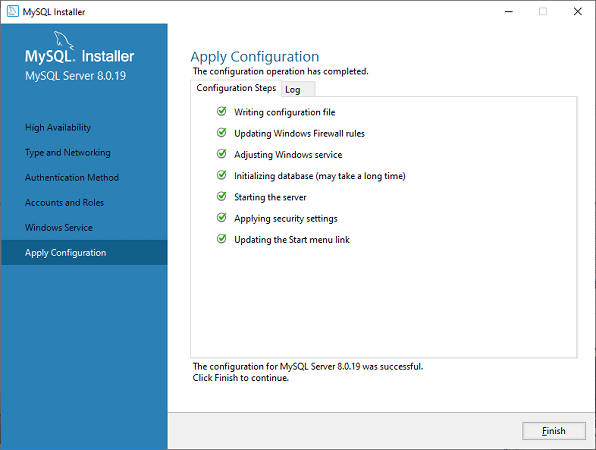 MySQL Installer
MySQL. Installer
MySQL Server 8.0.19
High Availability
Type and Networking
Authentication Method
Accounts and Roles
Windows Service
Apply Configuration
Apply Configuration
The configuration operation has completed.
Configuration Steps
Log
Writing configuration file
Updating Windows Firewall rules
Adjusting Windows service
Initializing database (may take a long time)
Starting the server
Applying security settings
Updating the Start menu link
The configuration for MySQL Server 8.0.19 was successful.
Click Finish to continue.
Finish